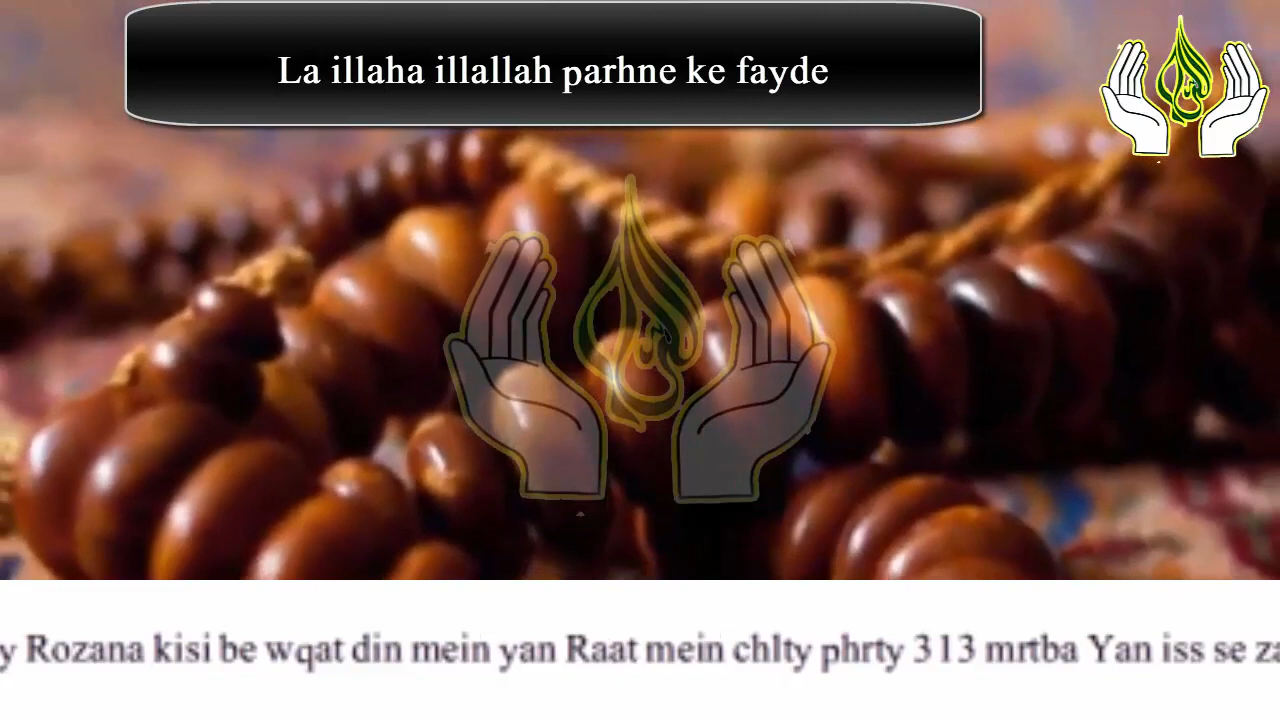 La illaha illallah parhne ke fayde
y Rozana kisi be wqat din mein yan Raat mein chlty phrty 313 mrtba Yan iss se za